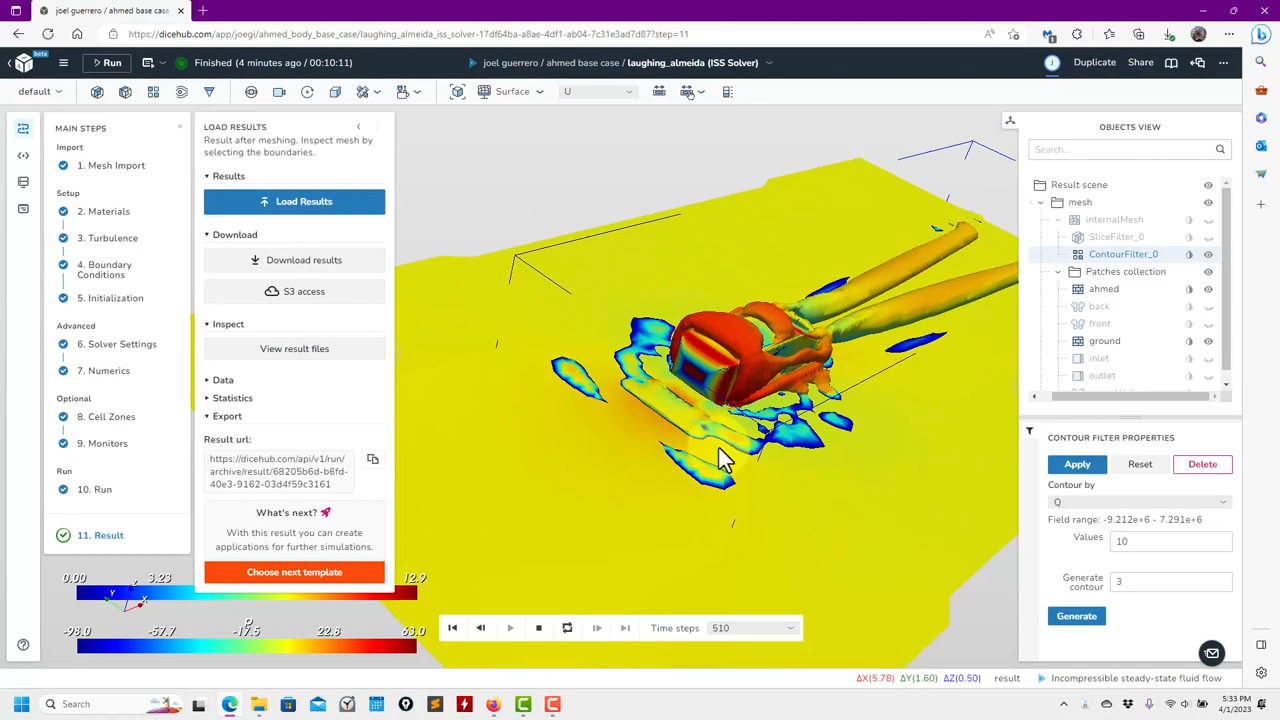 joel guerrero / ahmed base case
https://dicehub.com/app/joegi/ahmed_body_base_case/laughing_almeida_iss_solver-17df64ba-a8ae-4df1-ab04-7c31e3ad7d87?step=11
beta
Run
Finished (4 minutes ago / 00:10:11)
joel guerrero / ahmed base case / laughing_almeida (ISS Solver)
J
Duplicate
Share
default
Surface
U
MAIN STEPS
Import
1. Mesh Import
Setup
2. Materials
3. Turbulence
4. Boundary
Conditions
5. Initialization
Advanced
6. Solver Settings
7. Numerics
Optional
8. Cell Zones
9. Monitors
Run
10. Run
11. Result
LOAD RESULTS
Result after meshing. Inspect mesh by
selecting the boundaries.
Results
Load Results
Download
Download results
S3 access
Inspect
View result files
Data
Statistics
Export
Result url:
https://dicehub.com/api/v1/run/
archive/result/68205b6d-b6fd-
40e3-9162-03d4f59c3161
What's next? 🚀
With this result you can create
applications for further simulations.
Choose next template
0.00 3.23 12.9
Y Z X
p
-98.0 -57.7 -17.5 22.8 63.0
Time steps 510
OBJECTS VIEW
Search...
Result scene
mesh
internalMesh
SliceFilter_0
ContourFilter_0
Patches collection
ahmed
back
front
ground
inlet
outlet
CONTOUR FILTER PROPERTIES
Apply Reset Delete
Contour by
Q
Field range: -9.212e+6 - 7.291e+6
Values 10
Generate
contour 3
Generate
ΔX(5.78) ΔY(1.60) ΔZ(0.50) result Incompressible steady-state fluid flow
Search
5:33 PM
4/1/2023